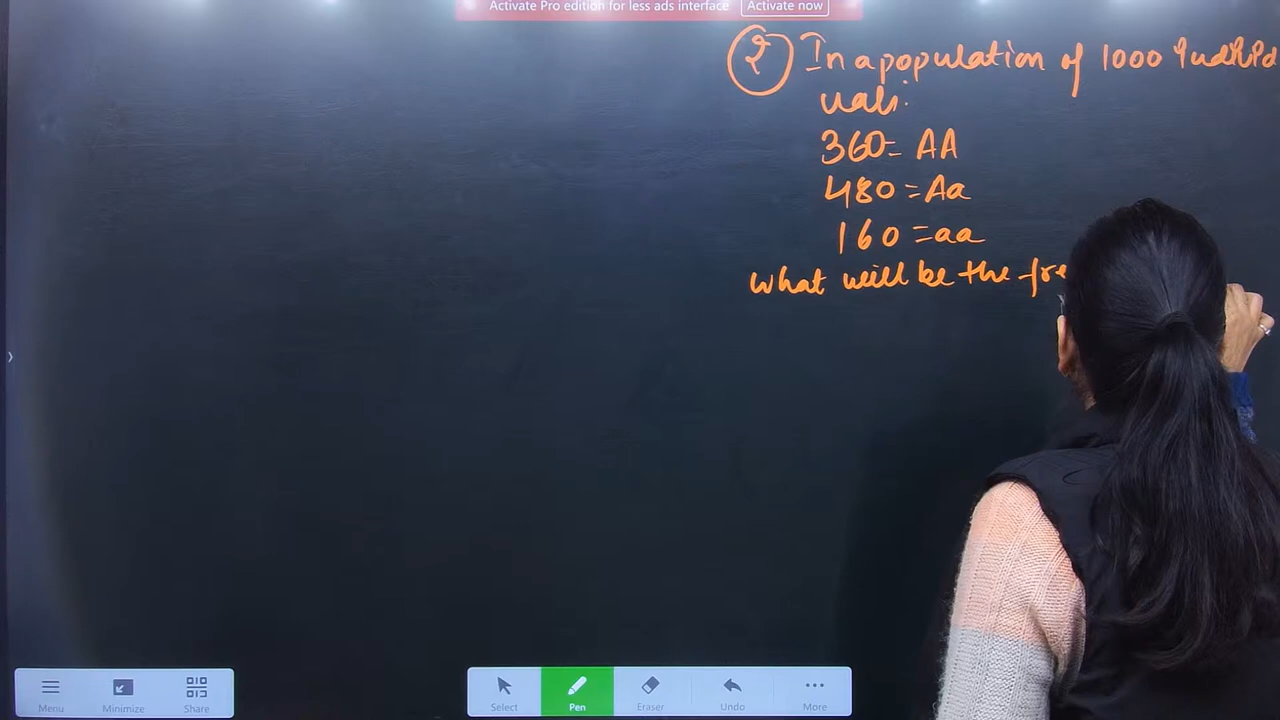 Activate Pro edition for less ads interface Activate now
2 In a population of 1000 Individ
uals.
360= AA
480 = Aa
160 = aa
What will be the fre
Menu Minimize Share Select Pen Eraser Undo More